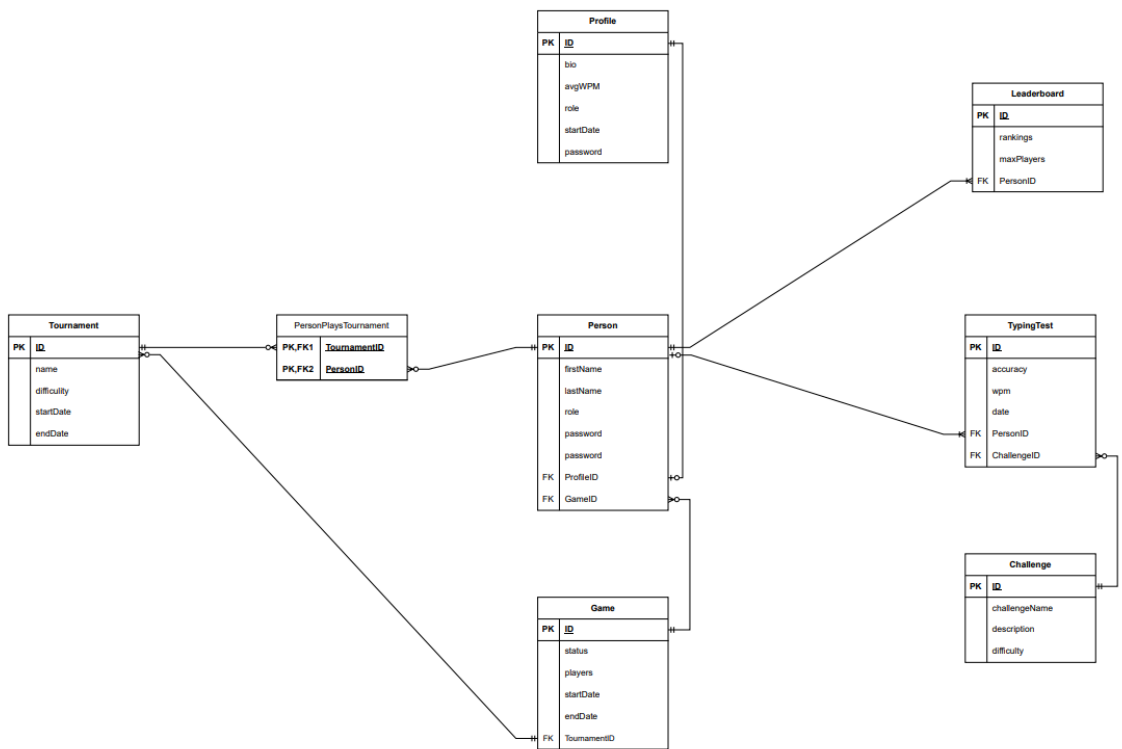 Profile
PK ID
bio
avgWPM
role
startDate
password
Leaderboard
PK ID
rankings
maxPlayers
FK PersonID
Tournament
PK ID
name
difficulity
startDate
endDate
PersonPlaysTournament
PK,FK1 TournamentID
PK,FK2 PersonID
Person
PK ID
firstName
lastName
role
password
password
FK ProfileID
FK GameID
TypingTest
PK ID
accuracy
wpm
date
FK PersonID
FK ChallengeID
Challenge
PK ID
challengeName
description
difficulty
Game
PK ID
status
players
startDate
endDate
FK TournamentID